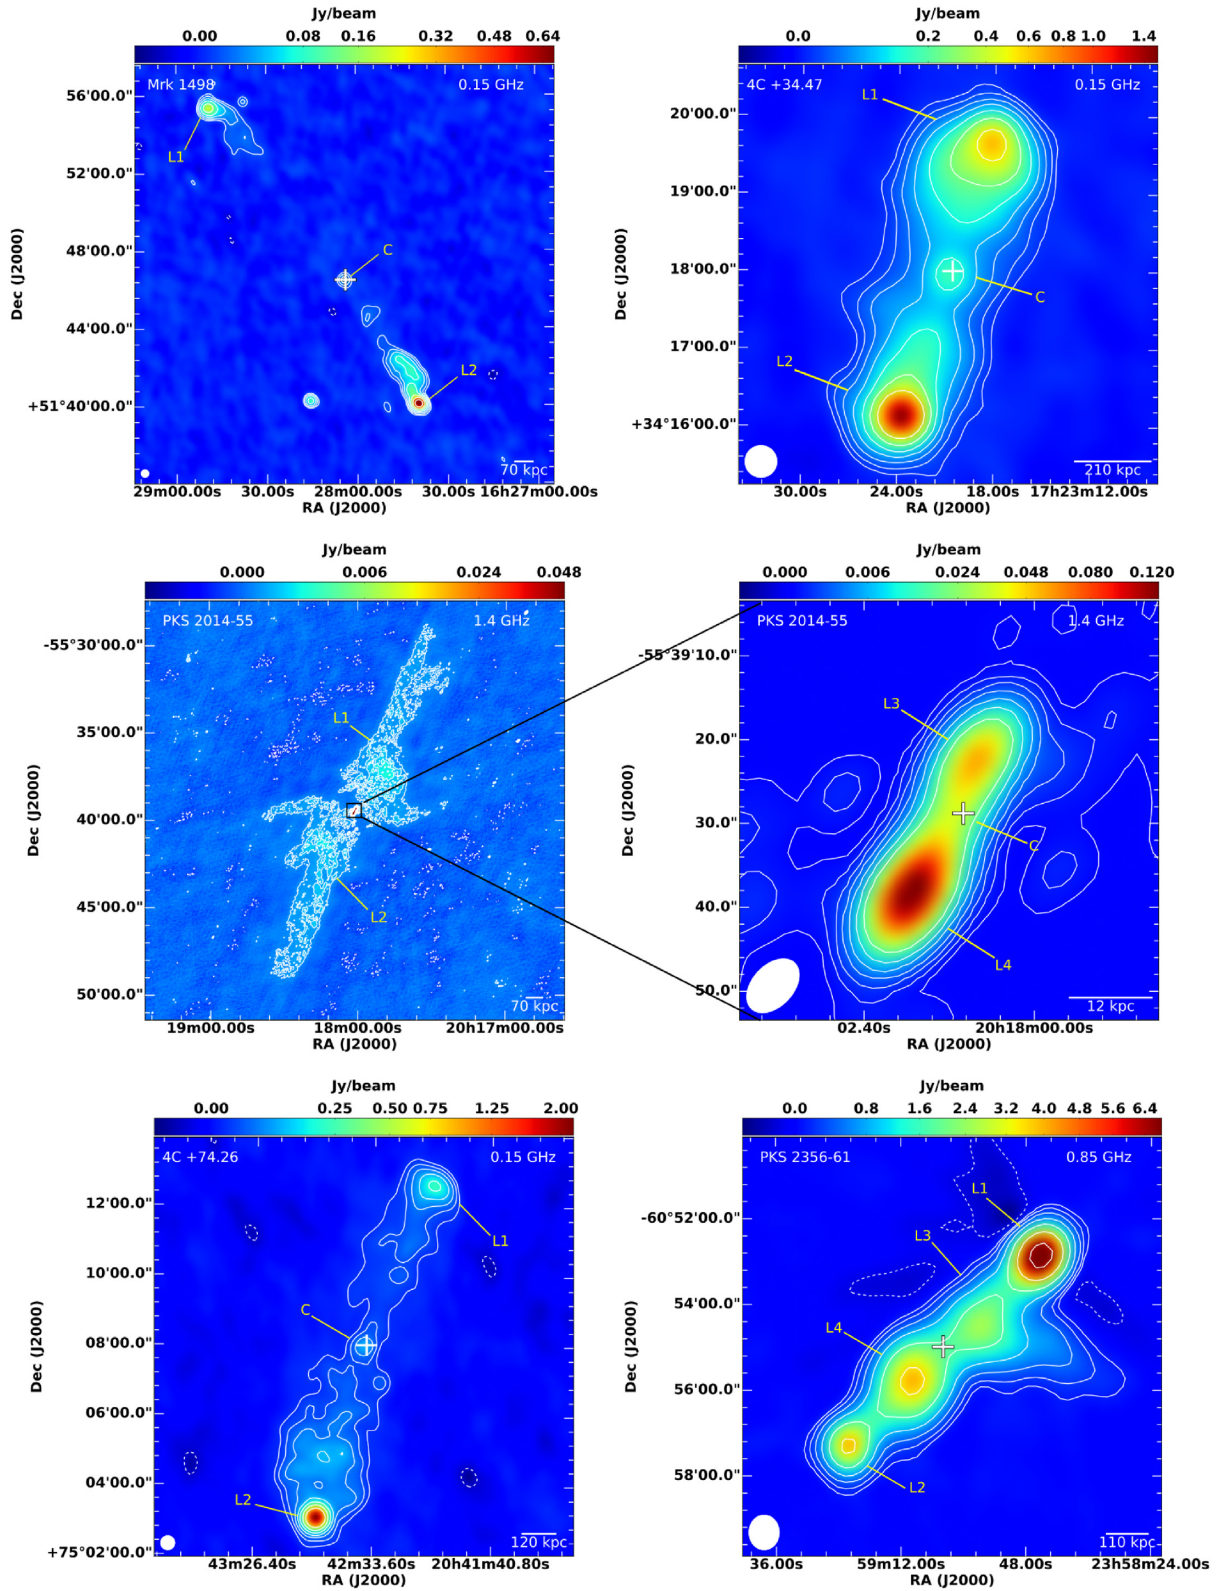 Jy/beam
0.00 0.08 0.16 0.32 0.48 0.64
Mrk 1498 0.15 GHz
56'00.0"
L1
52'00.0"
48'00.0"
C
44'00.0"
L2
+51°40'00.0"
70 kpc
29m00.00s 30.00s 28m00.00s 30.00s 16h27m00.00s
RA (J2000)
Dec (J2000)
Jy/beam
0.0 0.2 0.4 0.6 0.8 1.0 1.4
4C +34.47 0.15 GHz
L1
20'00.0"
19'00.0"
18'00.0"
C
17'00.0"
L2
+34°16'00.0"
210 kpc
30.00s 24.00s 18.00s 17h23m12.00s
RA (J2000)
Dec (J2000)
Jy/beam
0.000 0.006 0.024 0.048
PKS 2014-55 1.4 GHz
-55°30'00.0"
L1
35'00.0"
40'00.0"
45'00.0"
L2
50'00.0"
70 kpc
19m00.00s 18m00.00s 20h17m00.00s
RA (J2000)
Dec (J2000)
Jy/beam
0.000 0.006 0.024 0.048 0.080 0.120
PKS 2014-55 1.4 GHz
-55°39'10.0"
L3
20.0"
30.0"
C
40.0"
L4
50.0"
12 kpc
02.40s 20h18m00.00s
RA (J2000)
Dec (J2000)
Jy/beam
0.00 0.25 0.50 0.75 1.25 2.00
4C +74.26 0.15 GHz
12'00.0"
L1
10'00.0"
C
08'00.0"
06'00.0"
04'00.0"
L2
+75°02'00.0"
120 kpc
43m26.40s 42m33.60s 20h41m40.80s
RA (J2000)
Dec (J2000)
Jy/beam
0.0 0.8 1.6 2.4 3.2 4.0 4.8 5.6 6.4
PKS 2356-61 0.85 GHz
L1
-60°52'00.0"
L3
54'00.0"
L4
56'00.0"
58'00.0"
L2
110 kpc
36.00s 59m12.00s 48.00s 23h58m24.00s
RA (J2000)
Dec (J2000)